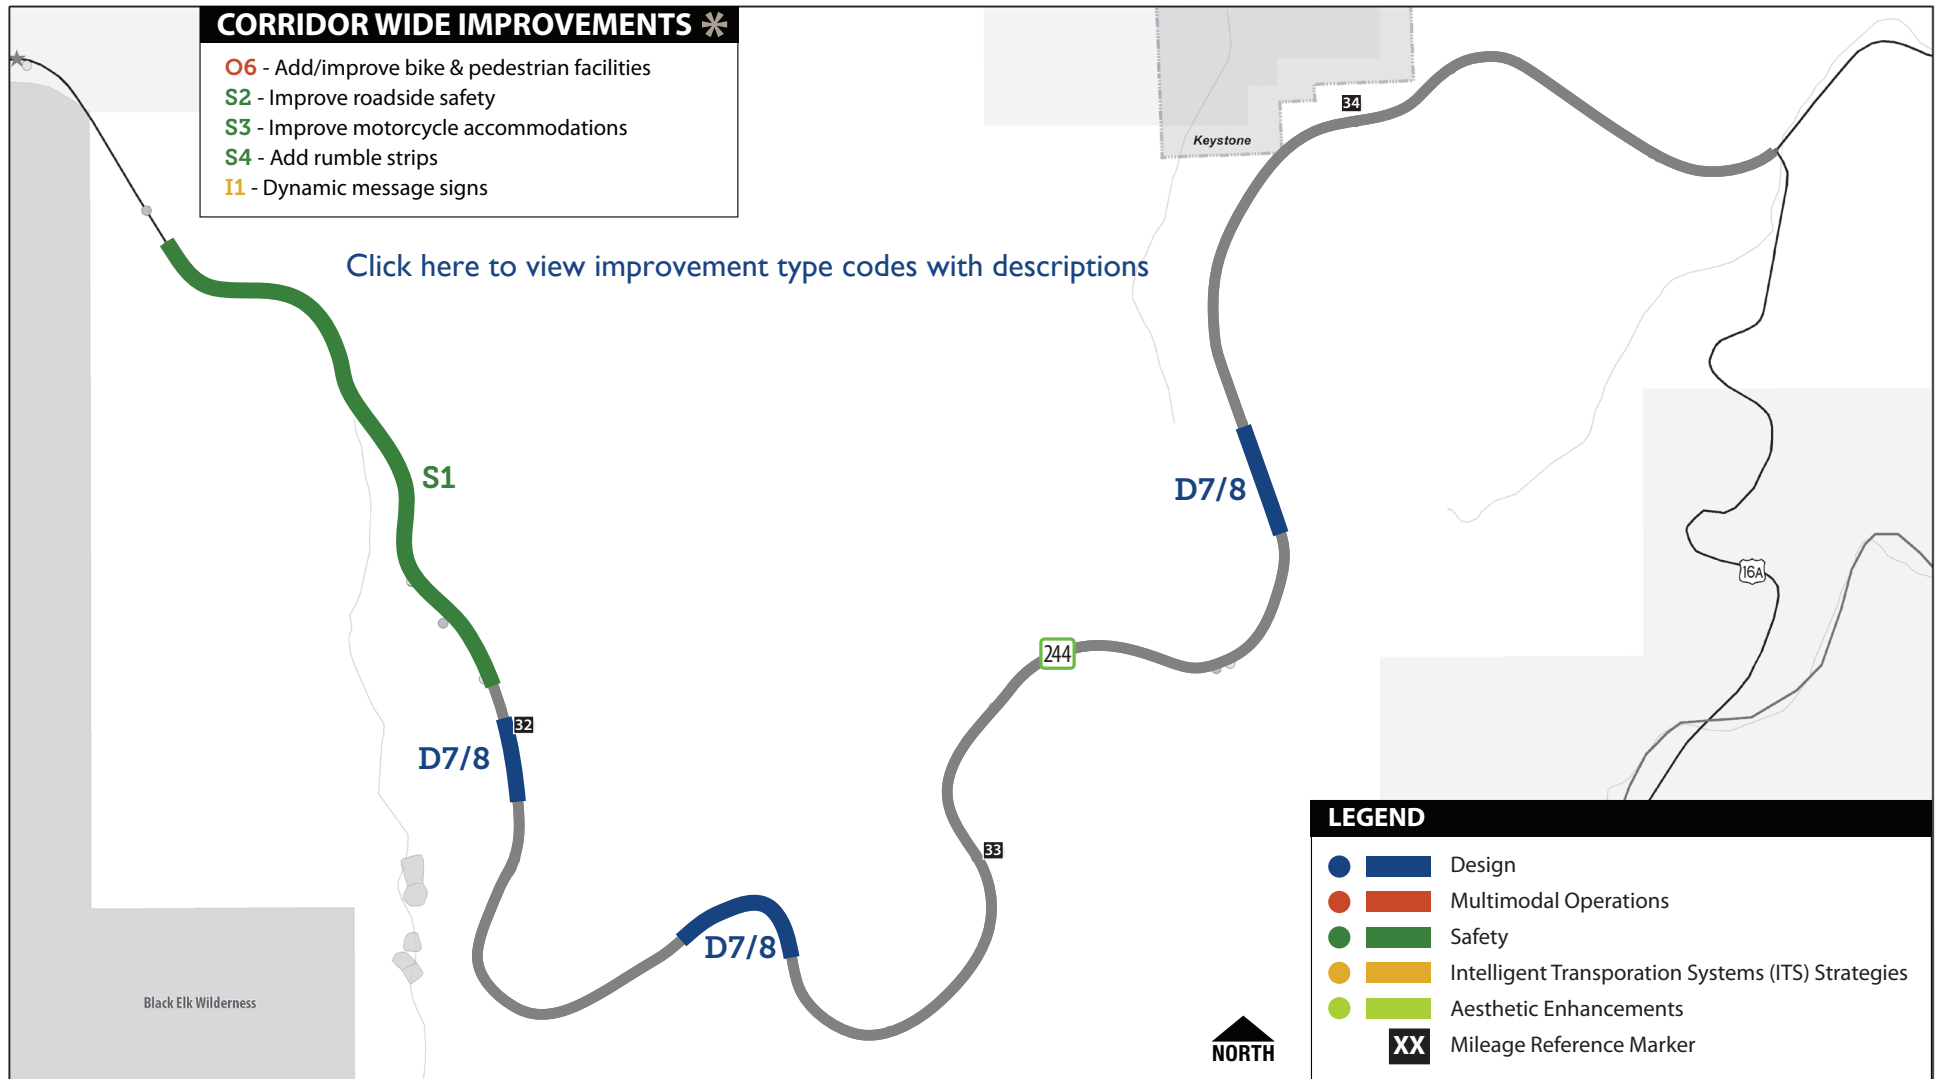 CORRIDOR WIDE IMPROVEMENTS *
O6 - Add/improve bike & pedestrian facilities
S2 - Improve roadside safety
S3 - Improve motorcycle accommodations
S4 - Add rumble strips
I1 - Dynamic message signs
Click here to view improvement type codes with descriptions
Keystone
34
S1
D7/8
16A
244
32
D7/8
33
D7/8
Black Elk Wilderness
NORTH
LEGEND
Design
Multimodal Operations
Safety
Intelligent Transporation Systems (ITS) Strategies
Aesthetic Enhancements
XX Mileage Reference Marker